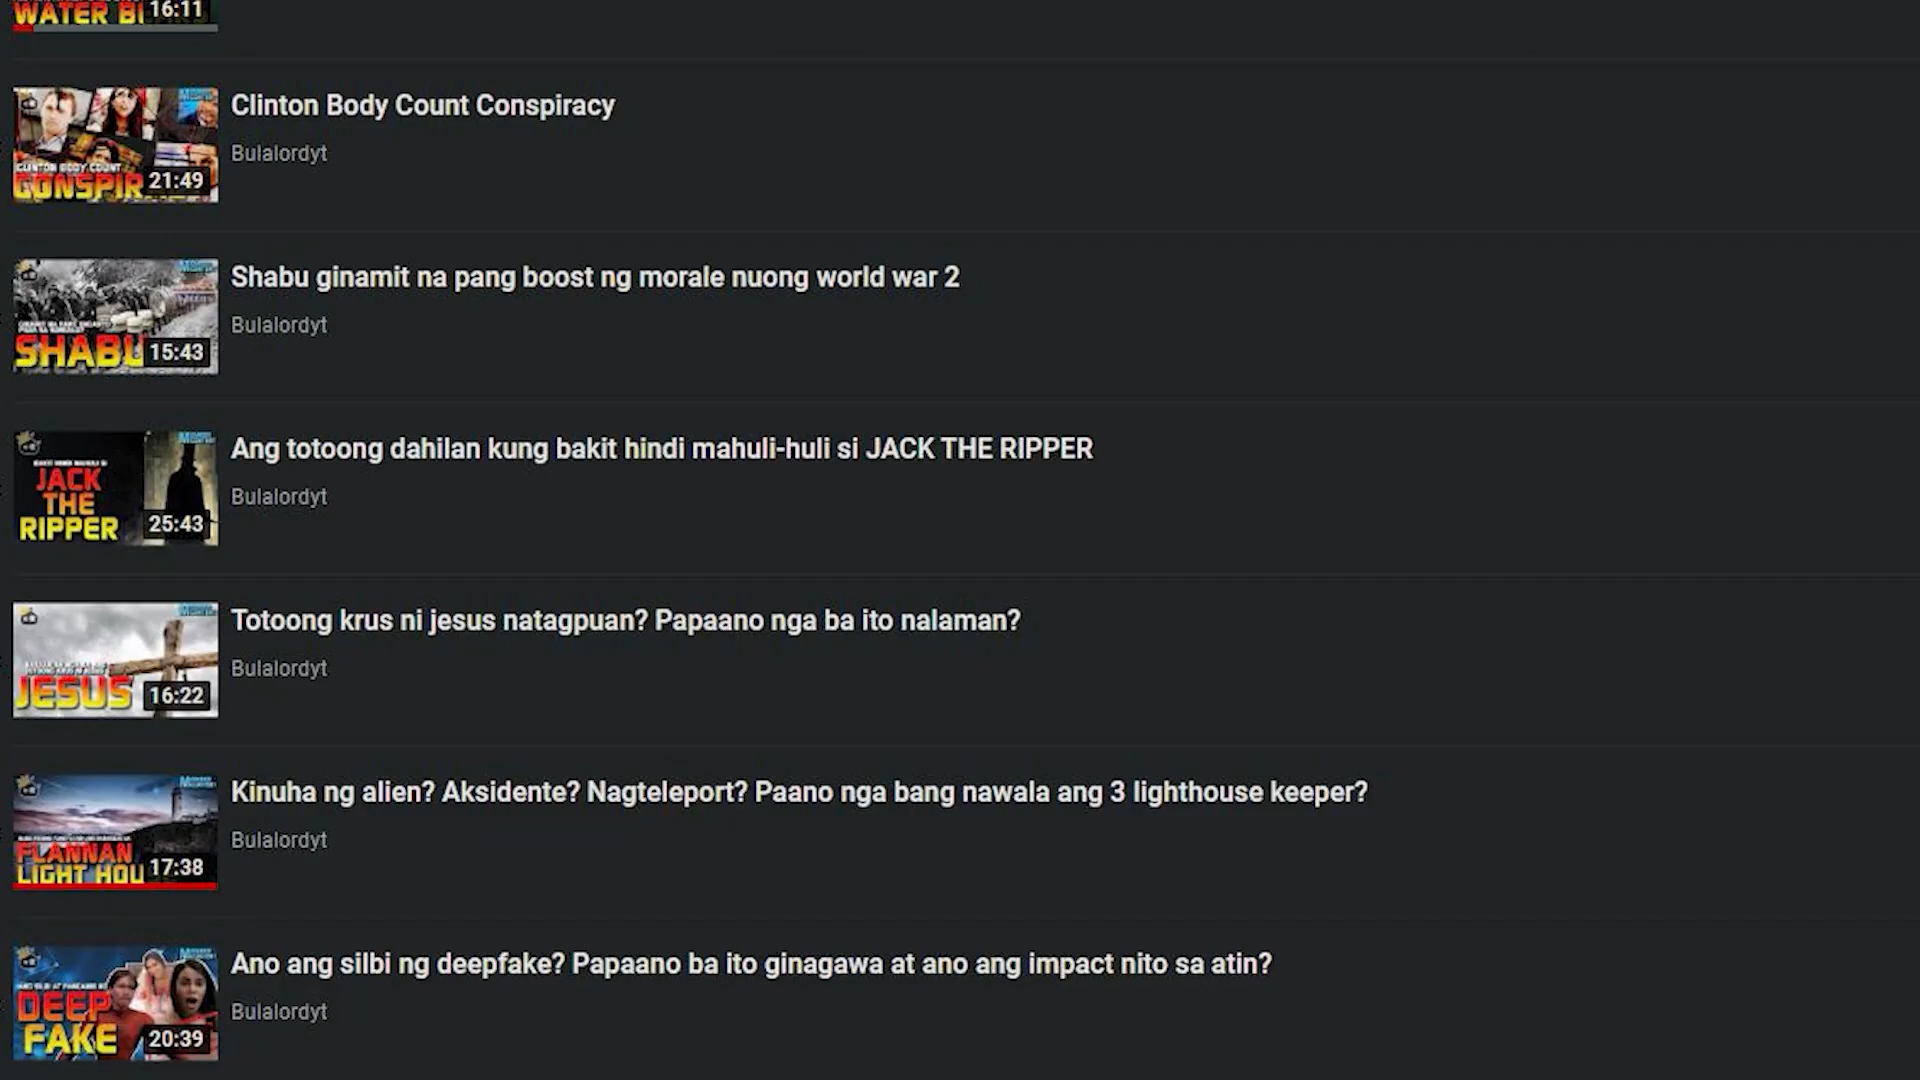 WATER
16:11
Clinton Body Count Conspiracy
Bulalordyt
CLINTON BODY COUNT
CONSPIR
21:49
Shabu ginamit na pang boost ng morale nuong world war 2
Bulalordyt
SHABU
15:43
Ang totoong dahilan kung bakit hindi mahuli-huli si JACK THE RIPPER
Bulalordyt
JACK
THE
RIPPER
25:43
Totoong krus ni jesus natagpuan? Papaano nga ba ito nalaman?
Bulalordyt
JESUS
16:22
Kinuha ng alien? Aksidente? Nagteleport? Paano nga bang nawala ang 3 lighthouse keeper?
Bulalordyt
FLANNAN
LIGHT HOU
17:38
Ano ang silbi ng deepfake? Papaano ba ito ginagawa at ano ang impact nito sa atin?
Bulalordyt
DEEP
FAKE
20:39